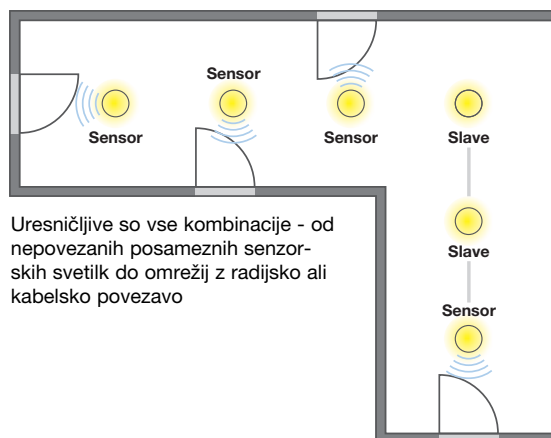 Sensor
Sensor
Sensor
Slave
Uresničljive so vse kombinacije - od
nepovezanih posameznih senzor-
skih svetilk do omrežij z radijsko ali
kabelsko povezavo
Slave
Sensor